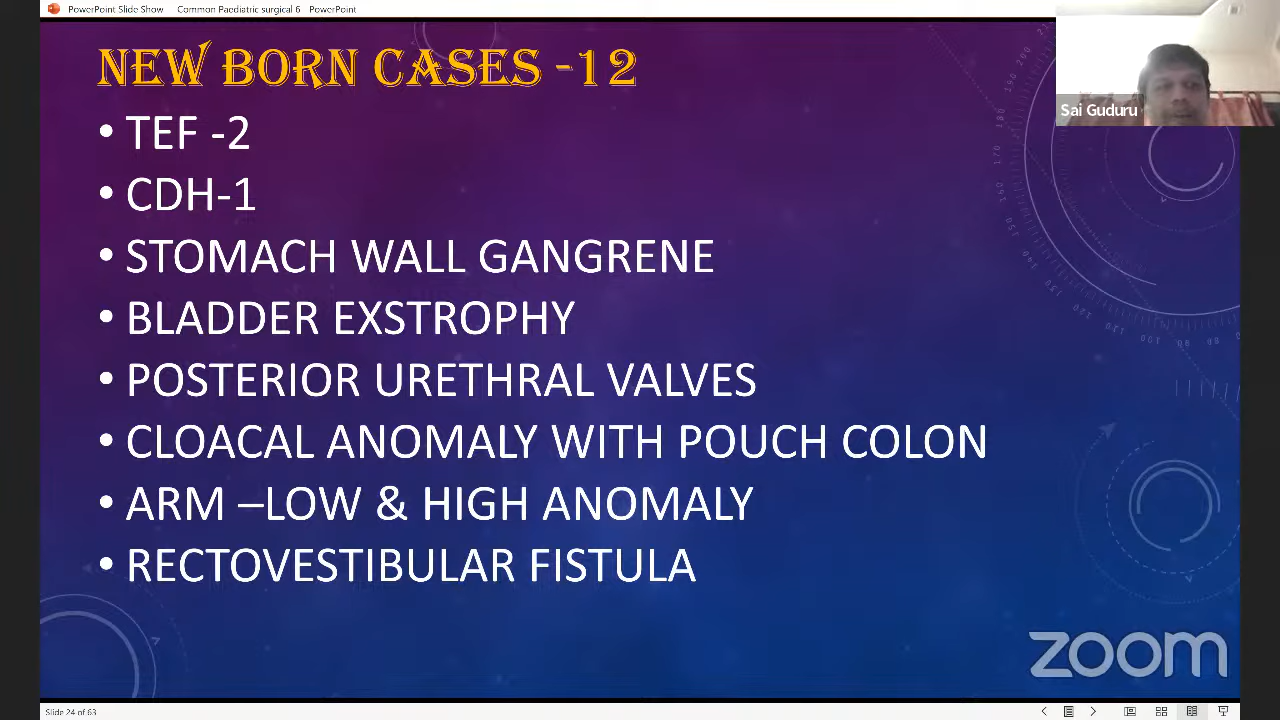 PowerPoint Slide Show Common Paediatric surgical 6 PowerPoint
NEW BORN CASES -12
Sai Guduru
• TEF -2
• CDH-1
• STOMACH WALL GANGRENE
• BLADDER EXSTROPHY
• POSTERIOR URETHRAL VALVES
• CLOACAL ANOMALY WITH POUCH COLON
• ARM –LOW & HIGH ANOMALY
• RECTOVESTIBULAR FISTULA
zoom
Slide 24 of 63